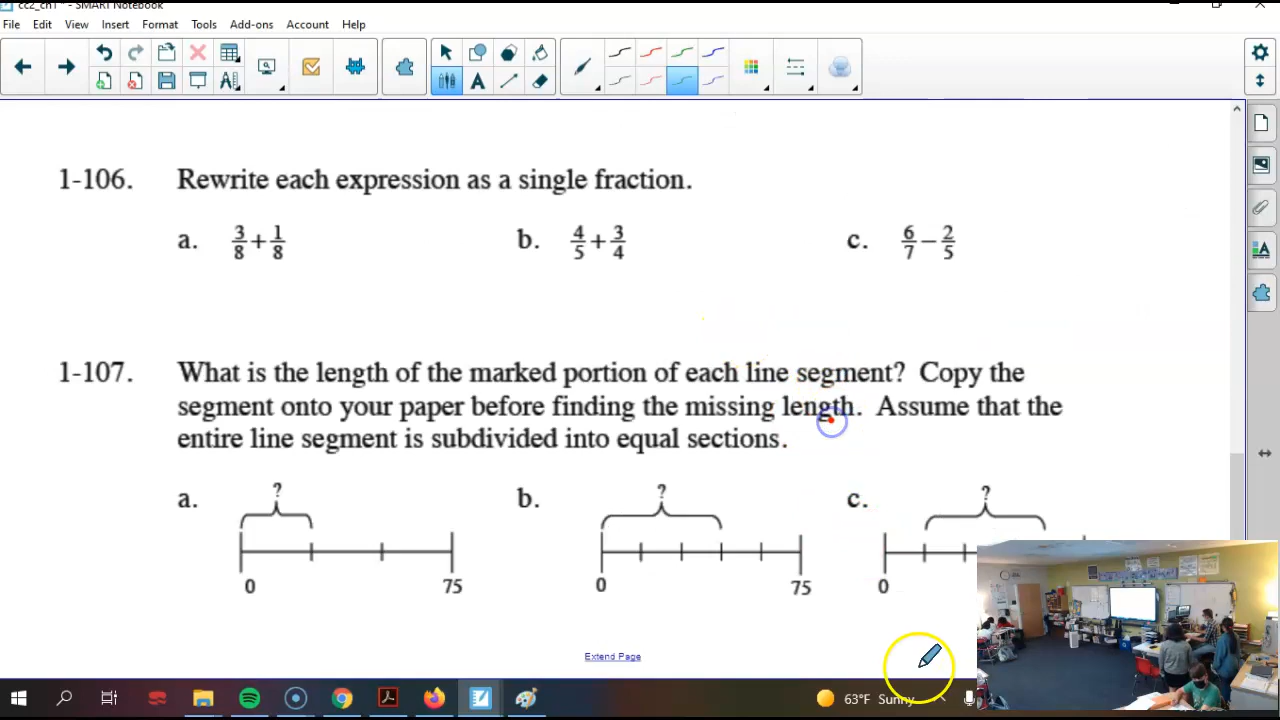 cc2_ch1 * - SMART Notebook
File Edit View Insert Format Tools Add-ons Account Help
1-106. Rewrite each expression as a single fraction.
a. 3/8 + 1/8 b. 4/5 + 3/4 c. 6/7 − 2/5
1-107. What is the length of the marked portion of each line segment? Copy the
segment onto your paper before finding the missing length. Assume that the
entire line segment is subdivided into equal sections.
a. ? b. ? c. ?
0 75 0 75 0
Extend Page
63°F Sunny